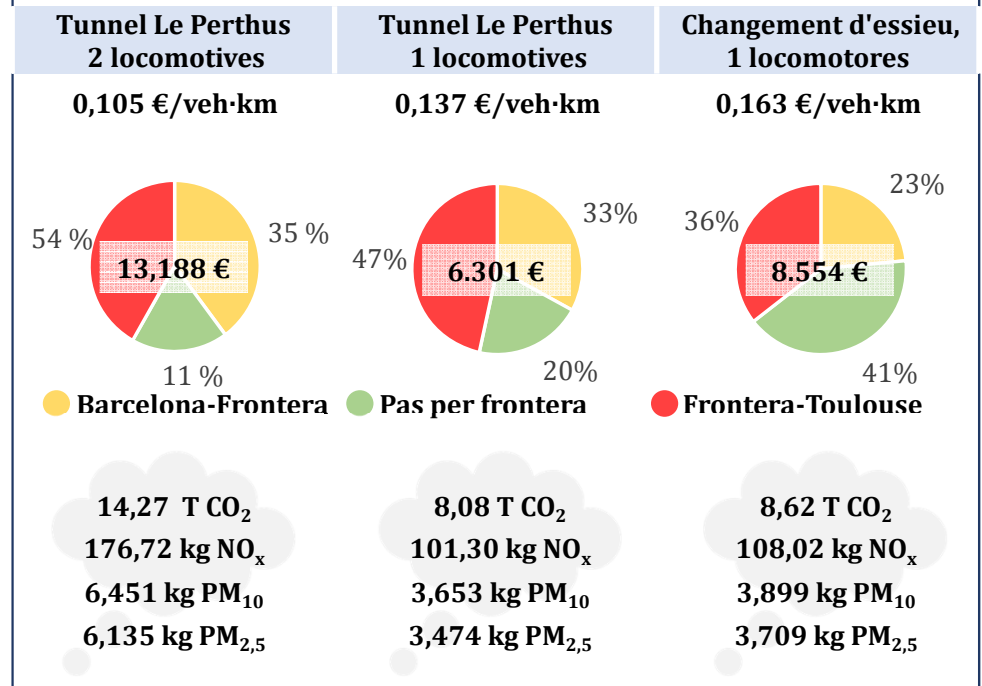 Tunnel Le Perthus
2 locomotives
Tunnel Le Perthus
1 locomotives
Changement d'essieu,
1 locomotores
0,105 €/veh·km
0,137 €/veh·km
0,163 €/veh·km
54 %
35 %
13,188 €
11 %
47%
33%
6.301 €
20%
36%
23%
8.554 €
41%
Barcelona-Frontera
Pas per frontera
Frontera-Toulouse
14,27 T CO₂
176,72 kg NOₓ
6,451 kg PM₁₀
6,135 kg PM₂,₅
8,08 T CO₂
101,30 kg NOₓ
3,653 kg PM₁₀
3,474 kg PM₂,₅
8,62 T CO₂
108,02 kg NOₓ
3,899 kg PM₁₀
3,709 kg PM₂,₅